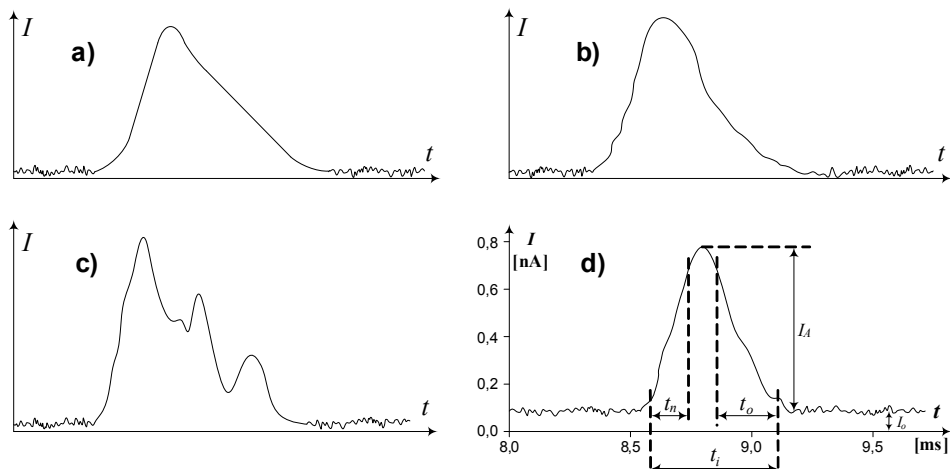 I
a)
t
I
b)
t
I
c)
t
I
[nA]
d)
0,8
0,6
0,4
0,2
0,0
I_A
I_o
t_n
t_o
t_i
t
[ms]
8,0
8,5
9,0
9,5